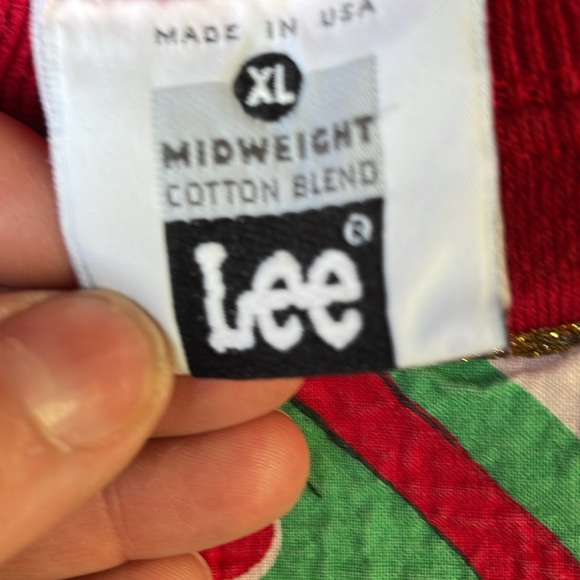 MADE IN USA
XL
MIDWEIGHT
COTTON BLEND
Lee®